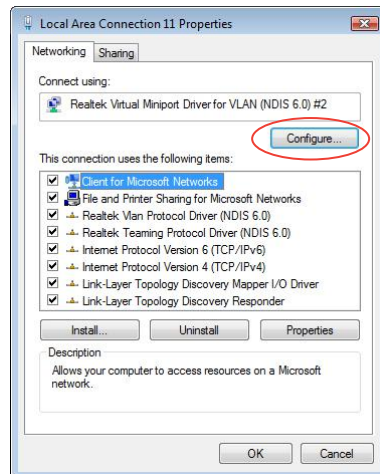 Local Area Connection 11 Properties
Networking Sharing
Connect using:
Realtek Virtual Miniport Driver for VLAN (NDIS 6.0) #2
Configure...
This connection uses the following items:
Client for Microsoft Networks
File and Printer Sharing for Microsoft Networks
Realtek Vlan Protocol Driver (NDIS 6.0)
Realtek Teaming Protocol Driver (NDIS 6.0)
Internet Protocol Version 6 (TCP/IPv6)
Internet Protocol Version 4 (TCP/IPv4)
Link-Layer Topology Discovery Mapper I/O Driver
Link-Layer Topology Discovery Responder
Install... Uninstall Properties
Description
Allows your computer to access resources on a Microsoft
network.
OK Cancel